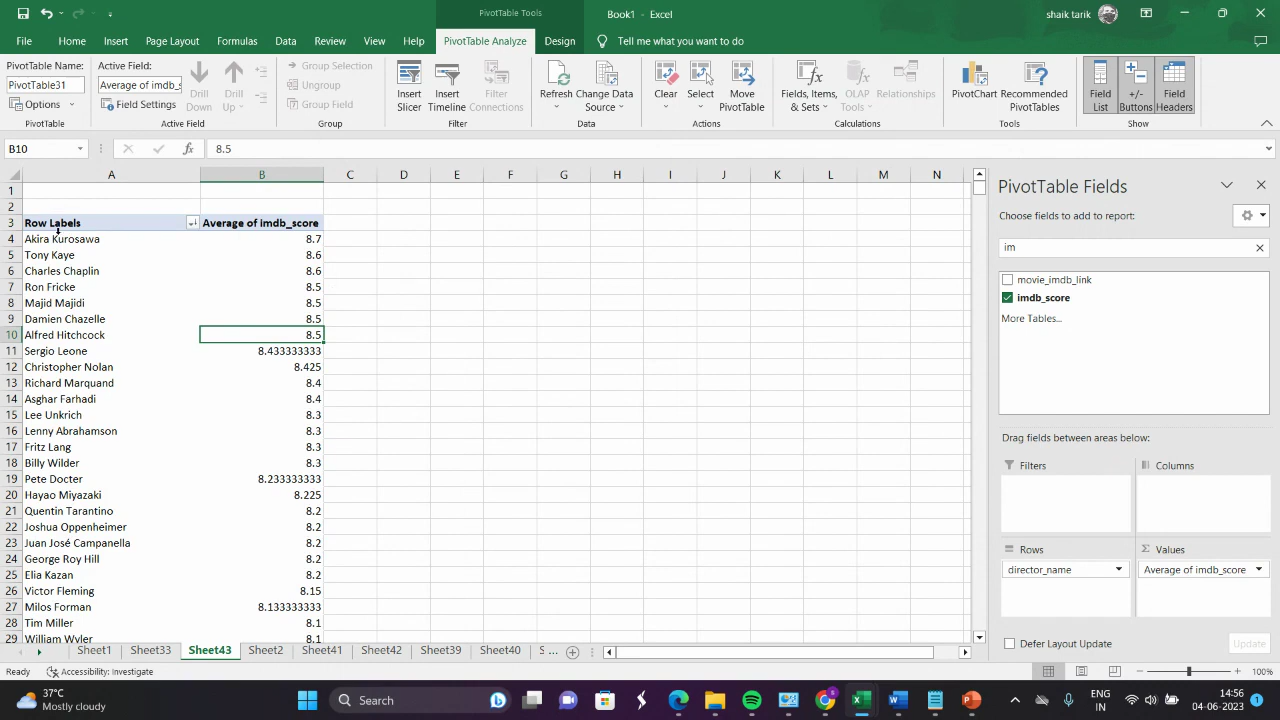 PivotTable Tools
Book1 - Excel
shaik tarik
File Home Insert Page Layout Formulas Data Review View Help PivotTable Analyze Design Tell me what you want to do
PivotTable Name:
PivotTable31
Options
PivotTable
Active Field:
Average of imdb_s
Field Settings
Drill Down
Drill Up
Active Field
Group Selection
Ungroup
Group Field
Group
Insert Slicer
Insert Timeline
Filter Connections
Filter
Refresh
Change Data Source
Data
Clear
Select
Move PivotTable
Actions
Fields, Items, & Sets
OLAP Tools
Relationships
Calculations
PivotChart
Recommended PivotTables
Tools
Field List
+/- Buttons
Field Headers
Show
B10 fx 8.5
A B C D E F G H I J K L M N
1
2
3 Row Labels Average of imdb_score
4 Akira Kurosawa 8.7
5 Tony Kaye 8.6
6 Charles Chaplin 8.6
7 Ron Fricke 8.5
8 Majid Majidi 8.5
9 Damien Chazelle 8.5
10 Alfred Hitchcock 8.5
11 Sergio Leone 8.433333333
12 Christopher Nolan 8.425
13 Richard Marquand 8.4
14 Asghar Farhadi 8.4
15 Lee Unkrich 8.3
16 Lenny Abrahamson 8.3
17 Fritz Lang 8.3
18 Billy Wilder 8.3
19 Pete Docter 8.233333333
20 Hayao Miyazaki 8.225
21 Quentin Tarantino 8.2
22 Joshua Oppenheimer 8.2
23 Juan José Campanella 8.2
24 George Roy Hill 8.2
25 Elia Kazan 8.2
26 Victor Fleming 8.15
27 Milos Forman 8.133333333
28 Tim Miller 8.1
29 William Wyler 8.1
PivotTable Fields
Choose fields to add to report:
im
movie_imdb_link
imdb_score
More Tables...
Drag fields between areas below:
Filters
Columns
Rows
director_name
Σ Values
Average of imdb_score
Defer Layout Update
Update
Sheet1 Sheet33 Sheet43 Sheet2 Sheet41 Sheet42 Sheet39 Sheet40 S ...
Ready Accessibility: Investigate
100%
37°C
Mostly cloudy
Search
ENG
IN
14:56
04-06-2023